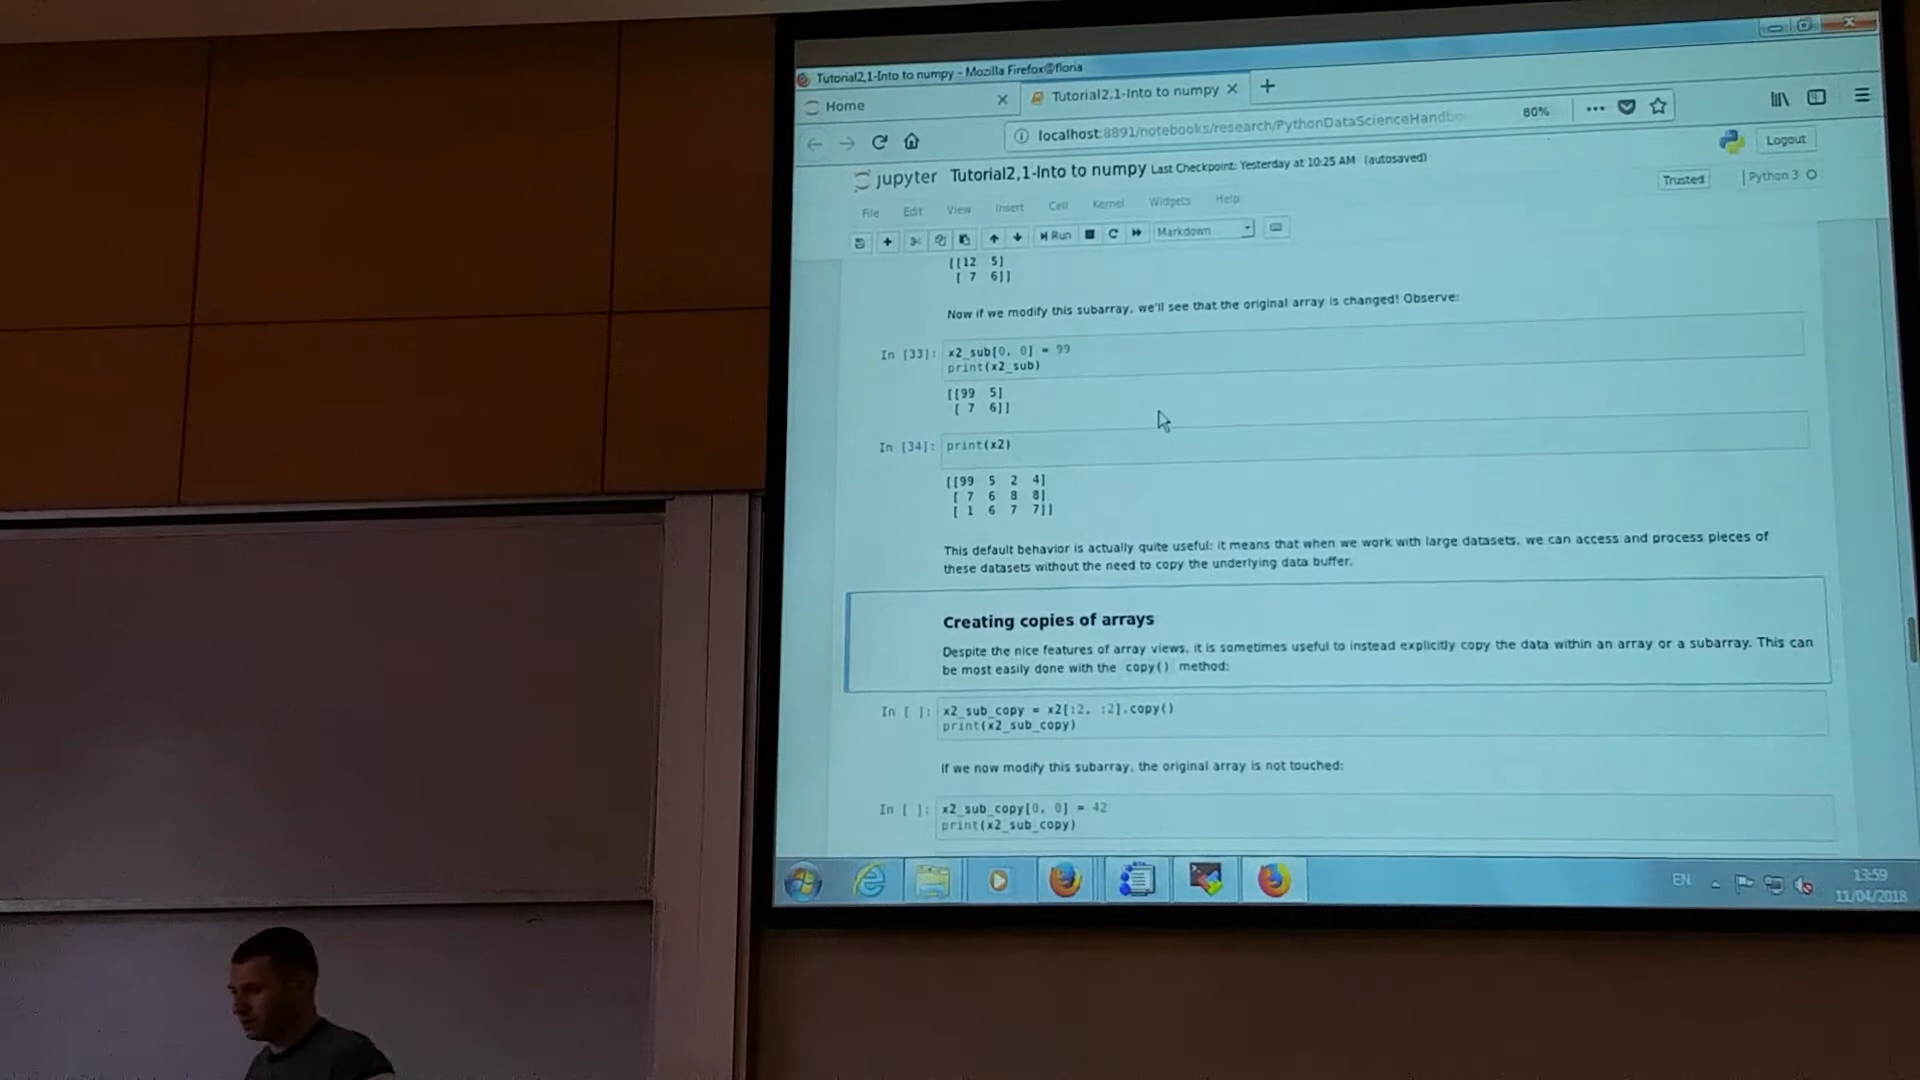 Tutorial2,1-Into to numpy - Mozilla Firefox@floria
Home
Tutorial2,1-Into to numpy
localhost:8891/notebooks/research/PythonDataScienceHandbo
80%
jupyter Tutorial2,1-Into to numpy Last Checkpoint: Yesterday at 10:25 AM (autosaved)
Logout
File Edit View Insert Cell Kernel Widgets Help
Trusted
Python 3
Run
Markdown
[[12 5]
[ 7 6]]
Now if we modify this subarray, we'll see that the original array is changed! Observe:
In [33]: x2_sub[0, 0] = 99
print(x2_sub)
[[99 5]
[ 7 6]]
In [34]: print(x2)
[[99 5 2 4]
[ 7 6 8 8]
[ 1 6 7 7]]
This default behavior is actually quite useful: it means that when we work with large datasets, we can access and process pieces of
these datasets without the need to copy the underlying data buffer.
Creating copies of arrays
Despite the nice features of array views, it is sometimes useful to instead explicitly copy the data within an array or a subarray. This can
be most easily done with the copy() method:
In [ ]: x2_sub_copy = x2[:2, :2].copy()
print(x2_sub_copy)
If we now modify this subarray, the original array is not touched:
In [ ]: x2_sub_copy[0, 0] = 42
print(x2_sub_copy)
EN
13:59
11/04/2018